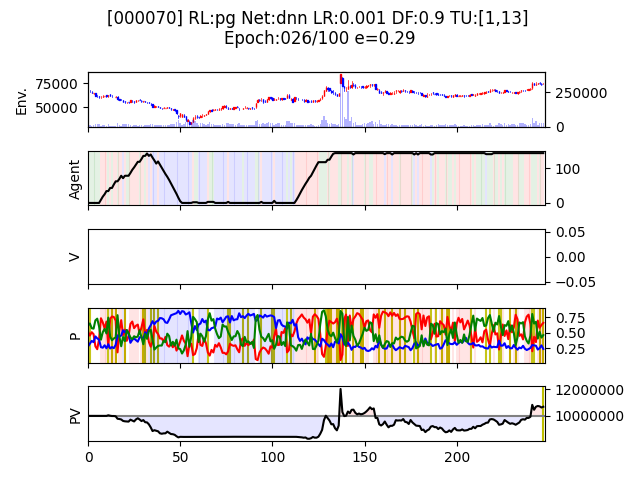 [000070] RL:pg Net:dnn LR:0.001 DF:0.9 TU:[1,13]
Epoch:026/100 e=0.29
Env.
75000
50000
250000
0
Agent
100
0
V
0.05
0.00
−0.05
P
0.75
0.50
0.25
PV
12000000
10000000
0
50
100
150
200